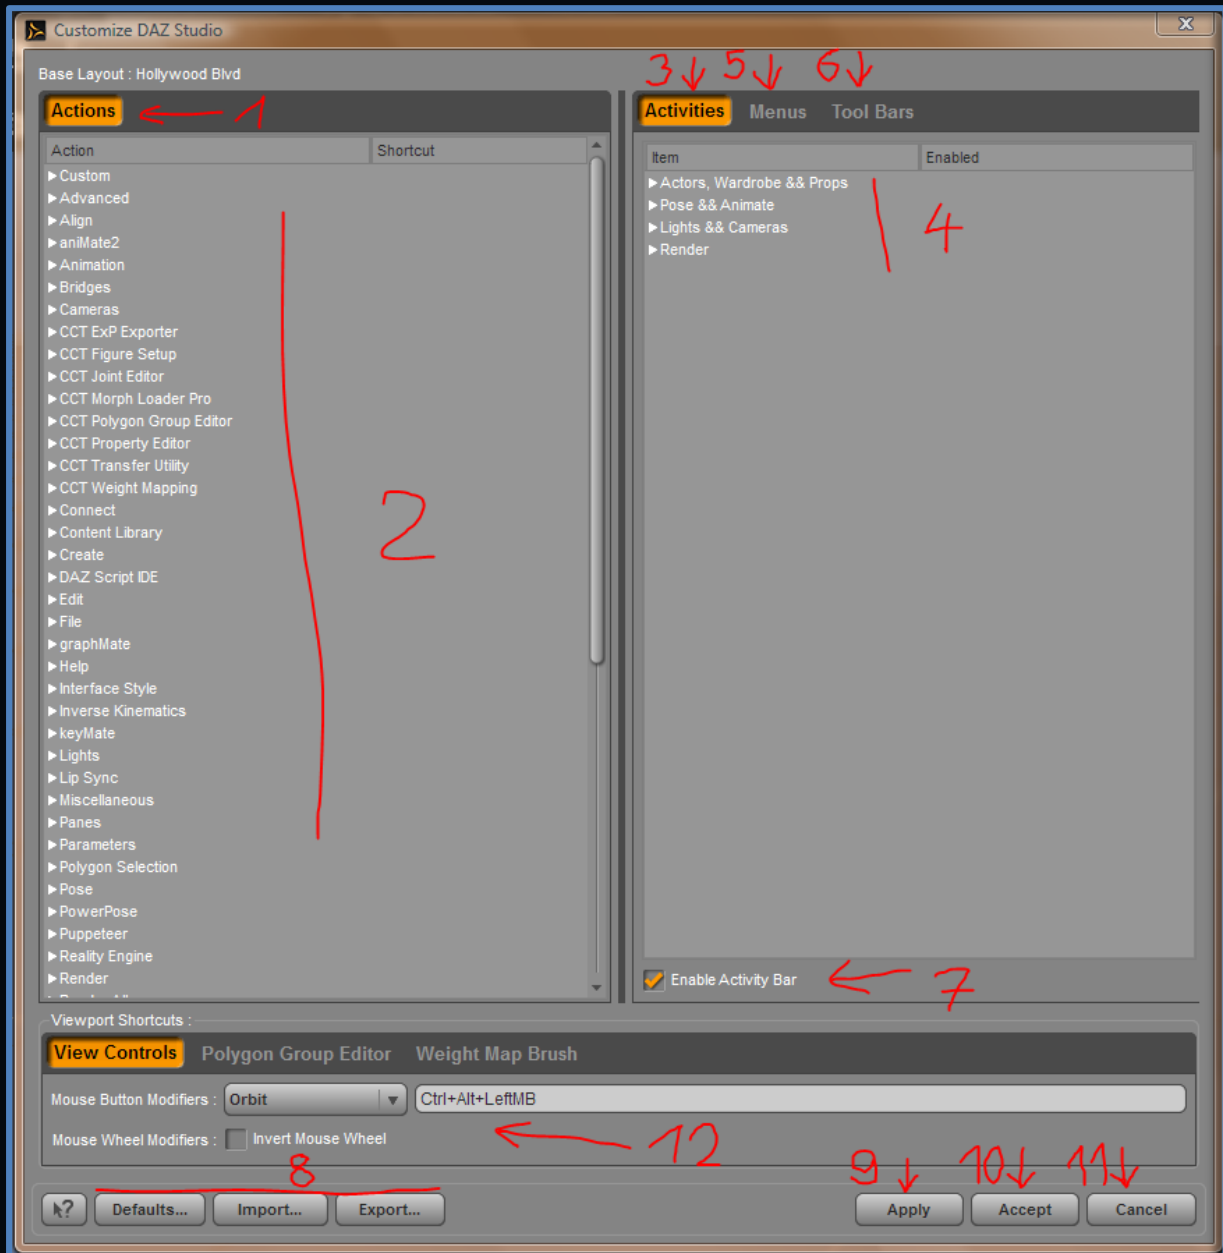 Customize DAZ Studio
Base Layout : Hollywood Blvd
3 5 6
Actions 1
Activities Menus Tool Bars
Action Shortcut
Custom
Advanced
Align
aniMate2
Animation
Bridges
Cameras
CCT ExP Exporter
CCT Figure Setup
CCT Joint Editor
CCT Morph Loader Pro
CCT Polygon Group Editor
CCT Property Editor
CCT Transfer Utility
CCT Weight Mapping
Connect
Content Library
Create
DAZ Script IDE
Edit
File
graphMate
Help
Interface Style
Inverse Kinematics
keyMate
Lights
Lip Sync
Miscellaneous
Panes
Parameters
Polygon Selection
Pose
PowerPose
Puppeteer
Reality Engine
Render
2
Item Enabled
Actors, Wardrobe && Props
Pose && Animate
Lights && Cameras
Render
4
Enable Activity Bar 7
Viewport Shortcuts :
View Controls Polygon Group Editor Weight Map Brush
Mouse Button Modifiers : Orbit Ctrl+Alt+LeftMB
Mouse Wheel Modifiers : Invert Mouse Wheel 12
8 9 10 11
? Defaults... Import... Export... Apply Accept Cancel